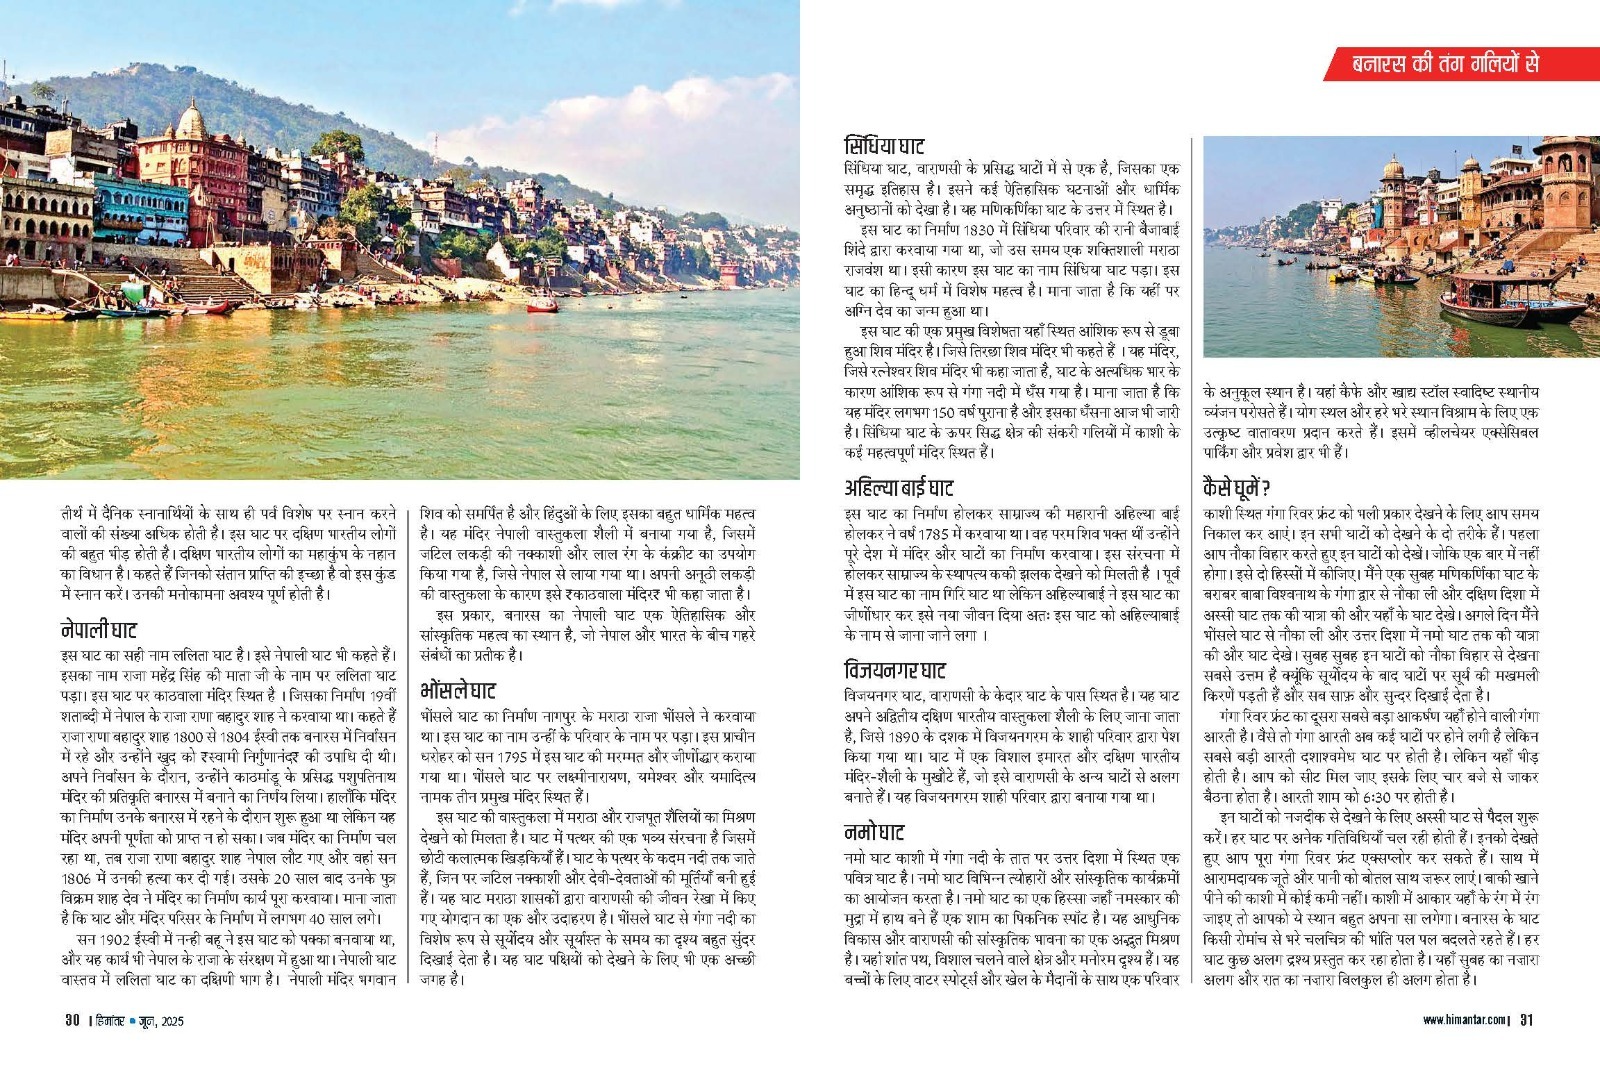 तीर्थ में दैनिक स्नानार्थियों के साथ ही पर्व विशेष पर स्नान करने
वालों की संख्या अधिक होती है। इस घाट पर दक्षिण भारतीय लोगों
की बहुत भीड़ होती है। दक्षिण भारतीय लोगों का महाकुंभ के नहान
का विधान है। कहते हैं जिनको संतान प्राप्ति की इच्छा है वो इस कुंड
में स्नान करें। उनकी मनोकामना अवश्य पूर्ण होती है।
नेपाली घाट
इस घाट का सही नाम ललिता घाट है। इसे नेपाली घाट भी कहते हैं।
इसका नाम राजा महेंद्र सिंह की माता जी के नाम पर ललिता घाट
पड़ा। इस घाट पर काठवाला मंदिर स्थित है । जिसका निर्माण 19वीं
शताब्दी में नेपाल के राजा राणा बहादुर शाह ने करवाया था। कहते हैं
राजा राणा बहादुर शाह 1800 से 1804 ईस्वी तक बनारस में निर्वासन
में रहे और उन्होंने खुद को ₹स्वामी निर्गुणानंद₹ की उपाधि दी थी।
अपने निर्वासन के दौरान, उन्होंने काठमांडू के प्रसिद्ध पशुपतिनाथ
मंदिर की प्रतिकृति बनारस में बनाने का निर्णय लिया। हालाँकि मंदिर
का निर्माण उनके बनारस में रहने के दौरान शुरू हुआ था लेकिन यह
मंदिर अपनी पूर्णता को प्राप्त न हो सका। जब मंदिर का निर्माण चल
रहा था, तब राजा राणा बहादुर शाह नेपाल लौट गए और वहां सन
1806 में उनकी हत्या कर दी गई। उसके 20 साल बाद उनके पुत्र
विक्रम शाह देव ने मंदिर का निर्माण कार्य पूरा करवाया। माना जाता
है कि घाट और मंदिर परिसर के निर्माण में लगभग 40 साल लगे।
सन 1902 ईस्वी में नन्ही बहू ने इस घाट को पक्का बनवाया था,
और यह कार्य भी नेपाल के राजा के संरक्षण में हुआ था। नेपाली घाट
वास्तव में ललिता घाट का दक्षिणी भाग है। नेपाली मंदिर भगवान
शिव को समर्पित है और हिंदुओं के लिए इसका बहुत धार्मिक महत्व
है। यह मंदिर नेपाली वास्तुकला शैली में बनाया गया है, जिसमें
जटिल लकड़ी की नक्काशी और लाल रंग के कंक्रीट का उपयोग
किया गया है, जिसे नेपाल से लाया गया था। अपनी अनूठी लकड़ी
की वास्तुकला के कारण इसे ₹काठवाला मंदिर₹ भी कहा जाता है।
इस प्रकार, बनारस का नेपाली घाट एक ऐतिहासिक और
सांस्कृतिक महत्व का स्थान है, जो नेपाल और भारत के बीच गहरे
संबंधों का प्रतीक है।
भोंसले घाट
भोंसले घाट का निर्माण नागपुर के मराठा राजा भोंसले ने करवाया
था। इस घाट का नाम उन्हीं के परिवार के नाम पर पड़ा। इस प्राचीन
धरोहर को सन 1795 में इस घाट की मरम्मत और जीर्णोद्धार कराया
गया था। भोंसले घाट पर लक्ष्मीनारायण, यमेश्वर और यमादित्य
नामक तीन प्रमुख मंदिर स्थित हैं।
इस घाट की वास्तुकला में मराठा और राजपूत शैलियों का मिश्रण
देखने को मिलता है। घाट में पत्थर की एक भव्य संरचना है जिसमें
छोटी कलात्मक खिड़कियाँ हैं। घाट के पत्थर के कदम नदी तक जाते
हैं, जिन पर जटिल नक्काशी और देवी-देवताओं की मूर्तियाँ बनी हुई
हैं। यह घाट मराठा शासकों द्वारा वाराणसी की जीवन रेखा में किए
गए योगदान का एक और उदाहरण है। भोंसले घाट से गंगा नदी का
विशेष रूप से सूर्योदय और सूर्यास्त के समय का दृश्य बहुत सुंदर
दिखाई देता है। यह घाट पक्षियों को देखने के लिए भी एक अच्छी
जगह है।
30 | हिमांतर • जून, 2025
बनारस की तंग गलियों से
सिंधिया घाट
सिंधिया घाट, वाराणसी के प्रसिद्ध घाटों में से एक है, जिसका एक
समृद्ध इतिहास है। इसने कई ऐतिहासिक घटनाओं और धार्मिक
अनुष्ठानों को देखा है। यह मणिकर्णिका घाट के उत्तर में स्थित है।
इस घाट का निर्माण 1830 में सिंधिया परिवार की रानी बैजाबाई
शिंदे द्वारा करवाया गया था, जो उस समय एक शक्तिशाली मराठा
राजवंश था। इसी कारण इस घाट का नाम सिंधिया घाट पड़ा। इस
घाट का हिन्दू धर्म में विशेष महत्व है। माना जाता है कि यहीं पर
अग्नि देव का जन्म हुआ था।
इस घाट की एक प्रमुख विशेषता यहाँ स्थित आंशिक रूप से डूबा
हुआ शिव मंदिर है। जिसे तिरछा शिव मंदिर भी कहते हैं । यह मंदिर,
जिसे रत्नेश्वर शिव मंदिर भी कहा जाता है, घाट के अत्यधिक भार के
कारण आंशिक रूप से गंगा नदी में धँस गया है। माना जाता है कि
यह मंदिर लगभग 150 वर्ष पुराना है और इसका धँसना आज भी जारी
है। सिंधिया घाट के ऊपर सिद्ध क्षेत्र की संकरी गलियों में काशी के
कई महत्वपूर्ण मंदिर स्थित हैं।
अहिल्या बाई घाट
इस घाट का निर्माण होलकर साम्राज्य की महारानी अहिल्या बाई
होलकर ने वर्ष 1785 में करवाया था। वह परम शिव भक्त थीं उन्होंने
पूरे देश में मंदिर और घाटों का निर्माण करवाया। इस संरचना में
होलकर साम्राज्य के स्थापत्य ककी झलक देखने को मिलती है । पूर्व
में इस घाट का नाम गिरि घाट था लेकिन अहिल्याबाई ने इस घाट का
जीर्णोधार कर इसे नया जीवन दिया अतः इस घाट को अहिल्याबाई
के नाम से जाना जाने लगा ।
विजयनगर घाट
विजयनगर घाट, वाराणसी के केदार घाट के पास स्थित है। यह घाट
अपने अद्वितीय दक्षिण भारतीय वास्तुकला शैली के लिए जाना जाता
है, जिसे 1890 के दशक में विजयनगरम के शाही परिवार द्वारा पेश
किया गया था। घाट में एक विशाल इमारत और दक्षिण भारतीय
मंदिर-शैली के मुखौटे हैं, जो इसे वाराणसी के अन्य घाटों से अलग
बनाते हैं। यह विजयनगरम शाही परिवार द्वारा बनाया गया था।
नमो घाट
नमो घाट काशी में गंगा नदी के तात पर उत्तर दिशा में स्थित एक
पवित्र घाट है। नमो घाट विभिन्न त्योहारों और सांस्कृतिक कार्यक्रमों
का आयोजन करता है। नमो घाट का एक हिस्सा जहाँ नमस्कार की
मुद्रा में हाथ बने हैं एक शाम का पिकनिक स्पॉट है। यह आधुनिक
विकास और वाराणसी की सांस्कृतिक भावना का एक अद्भुत मिश्रण
है। यहां शांत पथ, विशाल चलने वाले क्षेत्र और मनोरम दृश्य हैं। यह
बच्चों के लिए वाटर स्पोर्ट्स और खेल के मैदानों के साथ एक परिवार
के अनुकूल स्थान है। यहां कैफे और खाद्य स्टॉल स्वादिष्ट स्थानीय
व्यंजन परोसते हैं। योग स्थल और हरे भरे स्थान विश्राम के लिए एक
उत्कृष्ट वातावरण प्रदान करते हैं। इसमें व्हीलचेयर एक्सेसिबल
पार्किंग और प्रवेश द्वार भी हैं।
कैसे घूमें ?
काशी स्थित गंगा रिवर फ्रंट को भली प्रकार देखने के लिए आप समय
निकाल कर आएं। इन सभी घाटों को देखने के दो तरीके हैं। पहला
आप नौका विहार करते हुए इन घाटों को देखें। जोकि एक बार में नहीं
होगा। इसे दो हिस्सों में कीजिए। मैंने एक सुबह मणिकर्णिका घाट के
बराबर बाबा विश्वनाथ के गंगा द्वार से नौका ली और दक्षिण दिशा में
अस्सी घाट तक की यात्रा की और यहाँ के घाट देखे। अगले दिन मैंने
भोंसले घाट से नौका ली और उत्तर दिशा में नमो घाट तक की यात्रा
की और घाट देखे। सुबह सुबह इन घाटों को नौका विहार से देखना
सबसे उत्तम है क्यूंकि सूर्योदय के बाद घाटों पर सूर्य की मखमली
किरणें पड़ती हैं और सब साफ़ और सुन्दर दिखाई देता है।
गंगा रिवर फ्रंट का दूसरा सबसे बड़ा आकर्षण यहाँ होने वाली गंगा
आरती है। वैसे तो गंगा आरती अब कई घाटों पर होने लगी है लेकिन
सबसे बड़ी आरती दशाश्वमेध घाट पर होती है। लेकिन यहाँ भीड़
होती है। आप को सीट मिल जाए इसके लिए चार बजे से जाकर
बैठना होता है। आरती शाम को 6:30 पर होती है।
इन घाटों को नजदीक से देखने के लिए अस्सी घाट से पैदल शुरू
करें। हर घाट पर अनेक गतिविधियाँ चल रही होती हैं। इनको देखते
हुए आप पूरा गंगा रिवर फ्रंट एक्सप्लोर कर सकते हैं। साथ में
आरामदायक जूते और पानी को बोतल साथ ज़रूर लाएं। बाकी खाने
पीने की काशी में कोई कमी नहीं। काशी में आकर यहाँ के रंग में रंग
जाइए तो आपको ये स्थान बहुत अपना सा लगेगा। बनारस के घाट
किसी रोमांच से भरे चलचित्र की भांति पल पल बदलते रहते हैं। हर
घाट कुछ अलग द्रश्य प्रस्तुत कर रहा होता है। यहाँ सुबह का नज़ारा
अलग और रात का नज़ारा बिलकुल ही अलग होता है।
www.himantar.com | 31